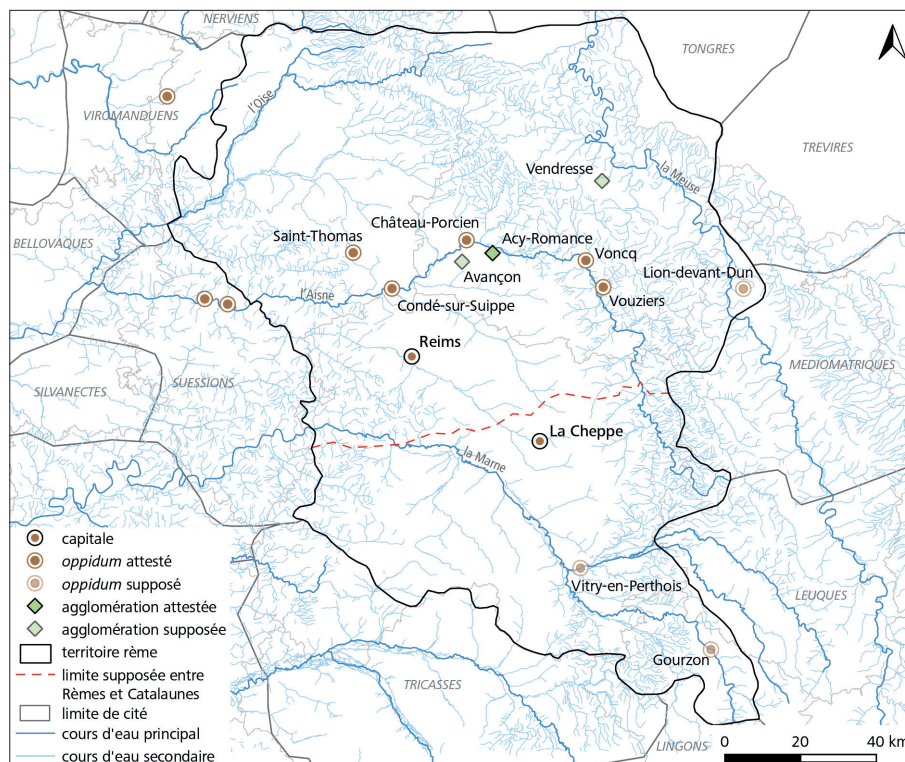 NERVIENS
TONGRES
l'Oise
VIROMANDUENS
TREVIRES
Vendresse
la Meuse
Château-Porcien
Acy-Romance
Saint-Thomas
BELLOVAQUES
Voncq
Avançon
Lion-devant-Dun
l'Aisne
Condé-sur-Suippe
Vouziers
Reims
MEDIOMATRIQUES
SUESSIONS
SILVANECTES
La Cheppe
la Marne
capitale
oppidum attesté
oppidum supposé
Vitry-en-Perthois
LEUQUES
agglomération attestée
agglomération supposée
territoire rème
Gourzon
limite supposée entre
Rèmes et Catalaunes
TRICASSES
limite de cité
cours d'eau principal
LINGONS
0 20 40 km
cours d'eau secondaire